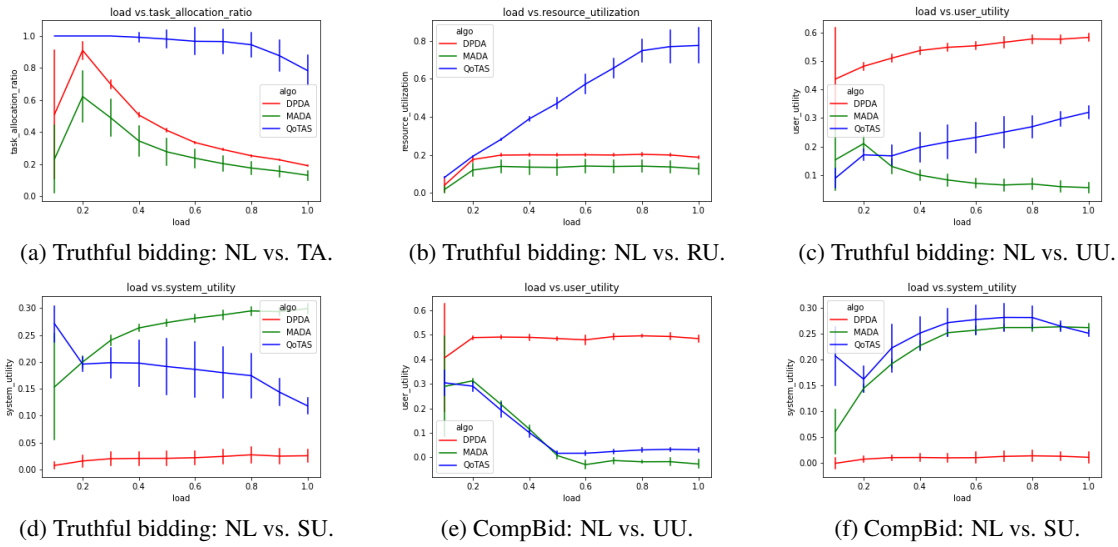 load vs.task_allocation_ratio
1.0
0.8
0.6
0.4
0.2
0.0
task_allocation_ratio
algo
DPDA
MADA
QoTAS
0.2 0.4 0.6 0.8 1.0
load
(a) Truthful bidding: NL vs. TA.
load vs.resource_utilization
0.8
0.6
0.4
0.2
0.0
resource_utilization
algo
DPDA
MADA
QoTAS
0.2 0.4 0.6 0.8 1.0
load
(b) Truthful bidding: NL vs. RU.
load vs.user_utility
0.6
0.5
0.4
0.3
0.2
0.1
user_utility
algo
DPDA
MADA
QoTAS
0.2 0.4 0.6 0.8 1.0
load
(c) Truthful bidding: NL vs. UU.
load vs.system_utility
0.30
0.25
0.20
0.15
0.10
0.05
0.00
system_utility
algo
DPDA
MADA
QoTAS
0.2 0.4 0.6 0.8 1.0
load
(d) Truthful bidding: NL vs. SU.
load vs.user_utility
0.6
0.5
0.4
0.3
0.2
0.1
0.0
user_utility
algo
DPDA
MADA
QoTAS
0.2 0.4 0.6 0.8 1.0
load
(e) CompBid: NL vs. UU.
load vs.system_utility
0.30
0.25
0.20
0.15
0.10
0.05
0.00
system_utility
algo
DPDA
MADA
QoTAS
0.2 0.4 0.6 0.8 1.0
load
(f) CompBid: NL vs. SU.